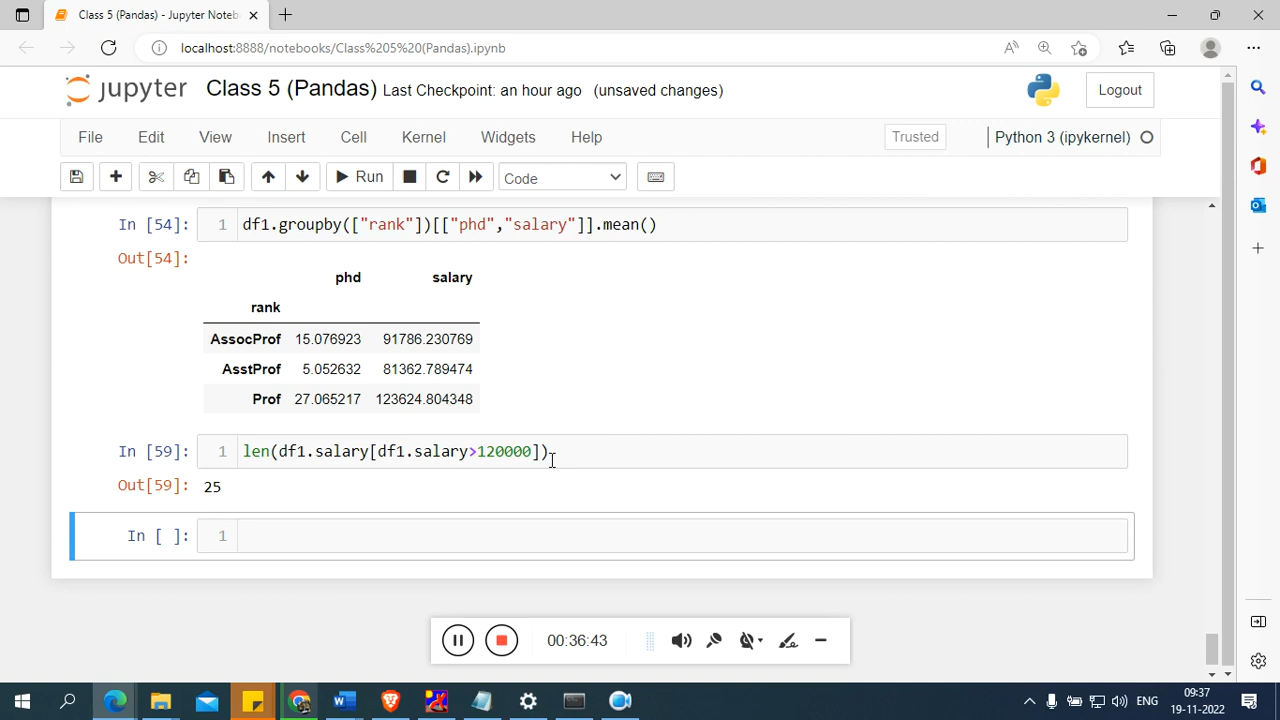 Class 5 (Pandas) - Jupyter Noteb
localhost:8888/notebooks/Class%205%20(Pandas).ipynb
jupyter Class 5 (Pandas) Last Checkpoint: an hour ago (unsaved changes)
Logout
File Edit View Insert Cell Kernel Widgets Help
Trusted
Python 3 (ipykernel)
Run
Code
In [54]: 1 df1.groupby(["rank"])[["phd","salary"]].mean()
Out[54]:
phd salary
rank
AssocProf 15.076923 91786.230769
AsstProf 5.052632 81362.789474
Prof 27.065217 123624.804348
In [59]: 1 len(df1.salary[df1.salary>120000])
Out[59]: 25
In [ ]: 1
00:36:43
ENG
09:37
19-11-2022